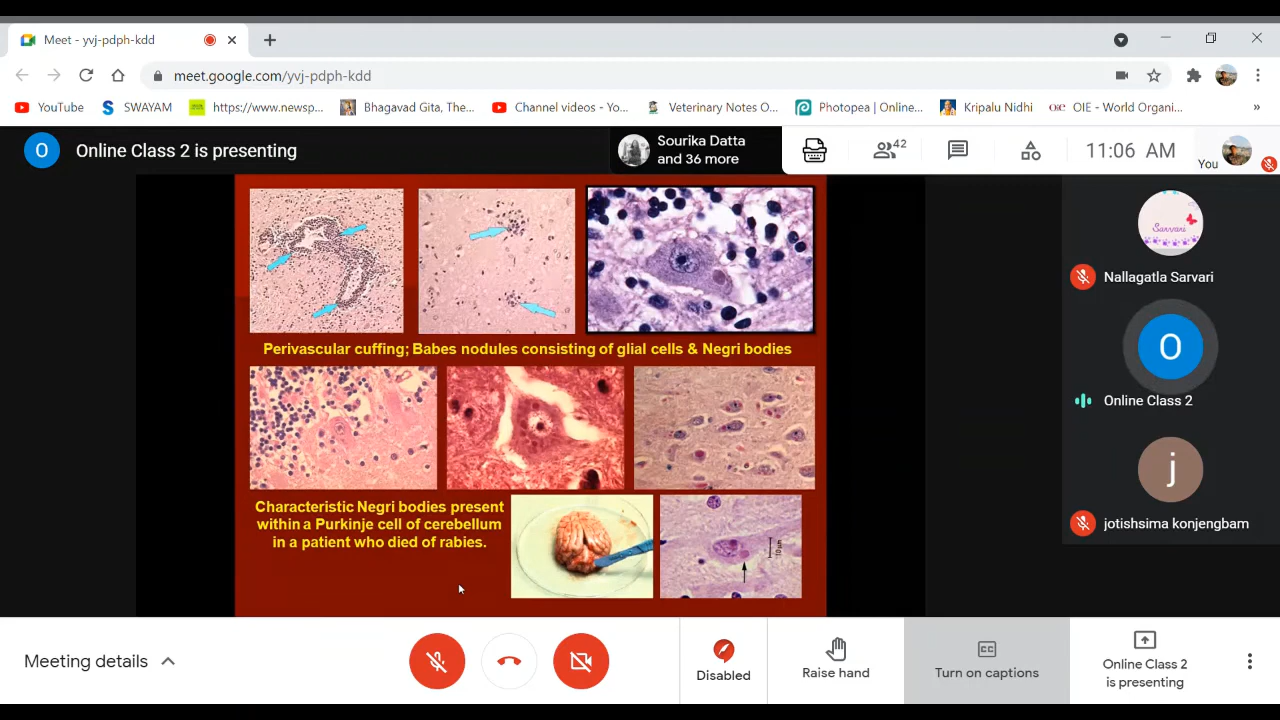 Meet - yvj-pdph-kdd
meet.google.com/yvj-pdph-kdd
YouTube
SWAYAM
https://www.newsp...
Bhagavad Gita, The...
Channel videos - Yo...
Veterinary Notes O...
Photopea | Online...
Kripalu Nidhi
OIE - World Organi...
»
O
Online Class 2 is presenting
Sourika Datta
and 36 more
42
11:06 AM
You
Sarvari
Nallagatla Sarvari
O
Online Class 2
j
jotishsima konjengbam
Perivascular cuffing; Babes nodules consisting of glial cells & Negri bodies
Characteristic Negri bodies present
within a Purkinje cell of cerebellum
in a patient who died of rabies.
10 µm
Meeting details
Disabled
Raise hand
CC
Turn on captions
Online Class 2
is presenting